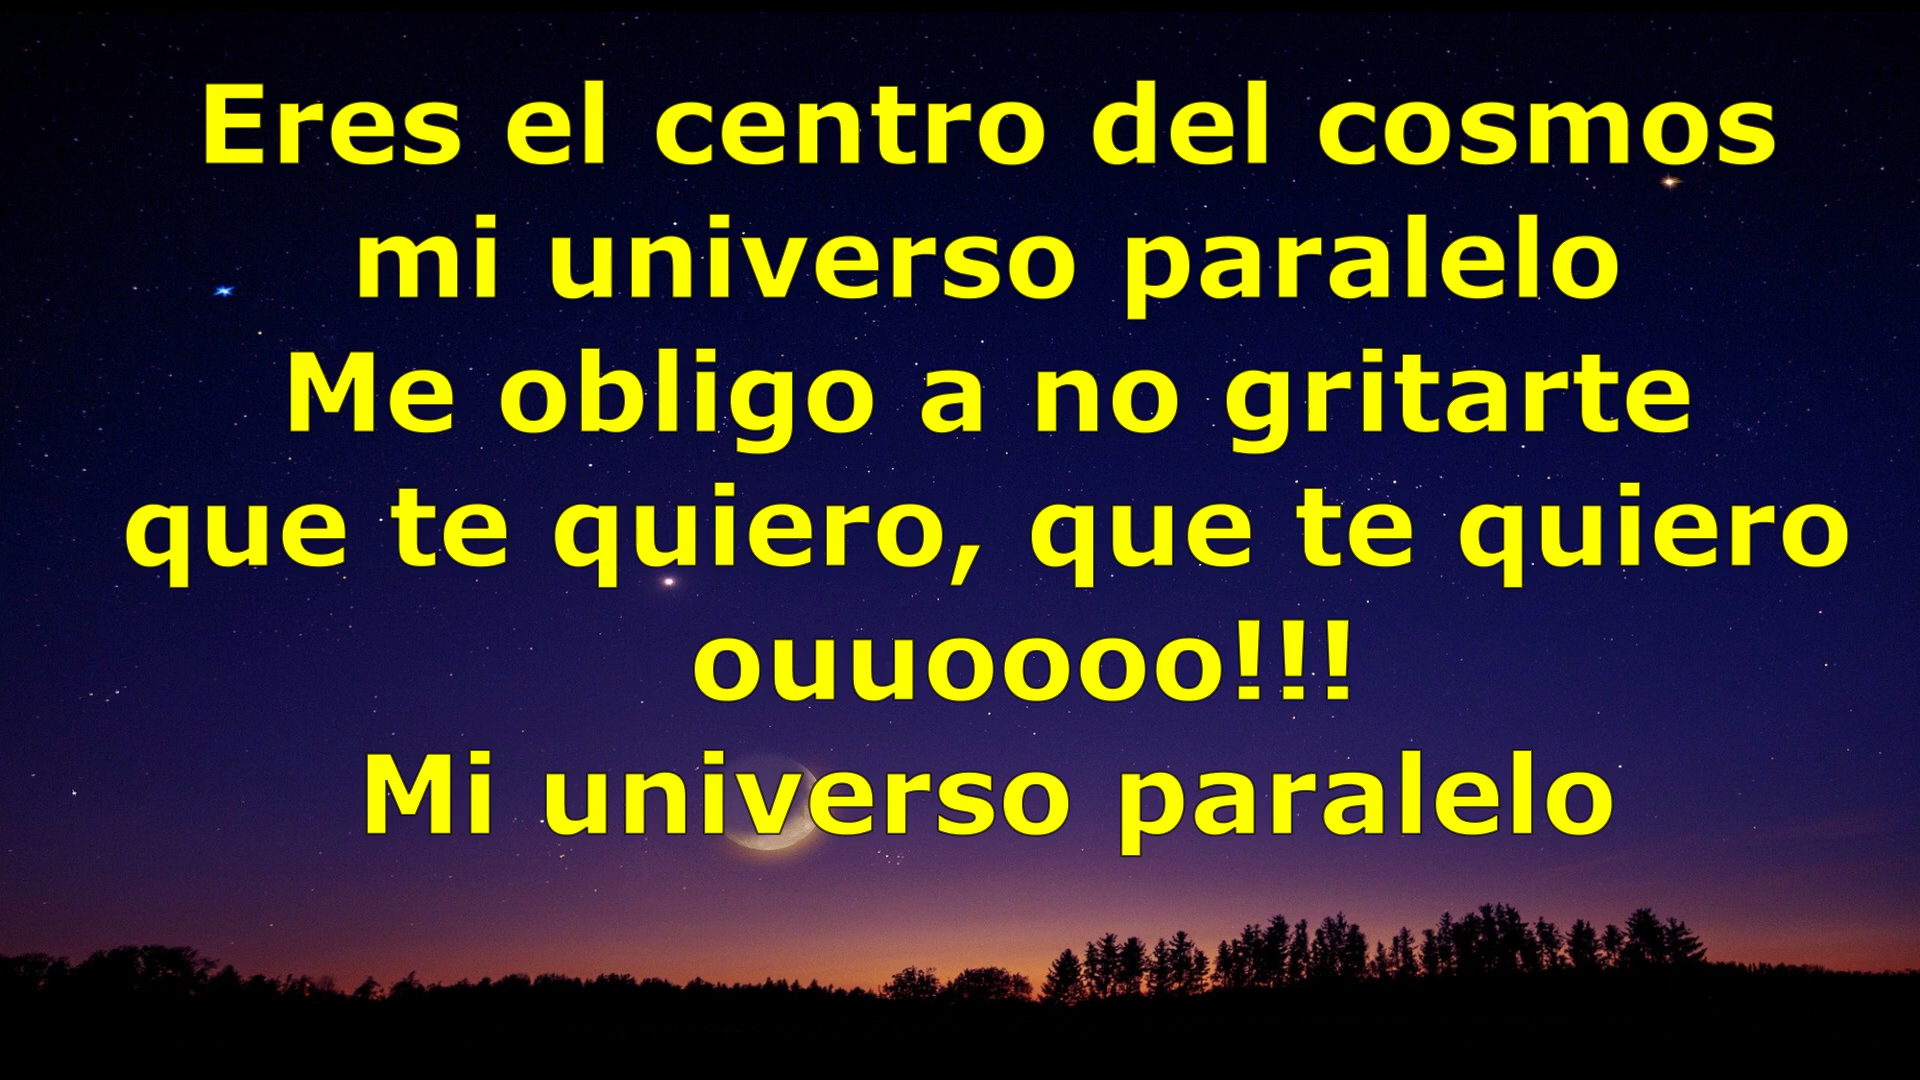 Eres el centro del cosmos
mi universo paralelo
Me obligo a no gritarte
que te quiero, que te quiero
ouuoooo!!!
Mi universo paralelo